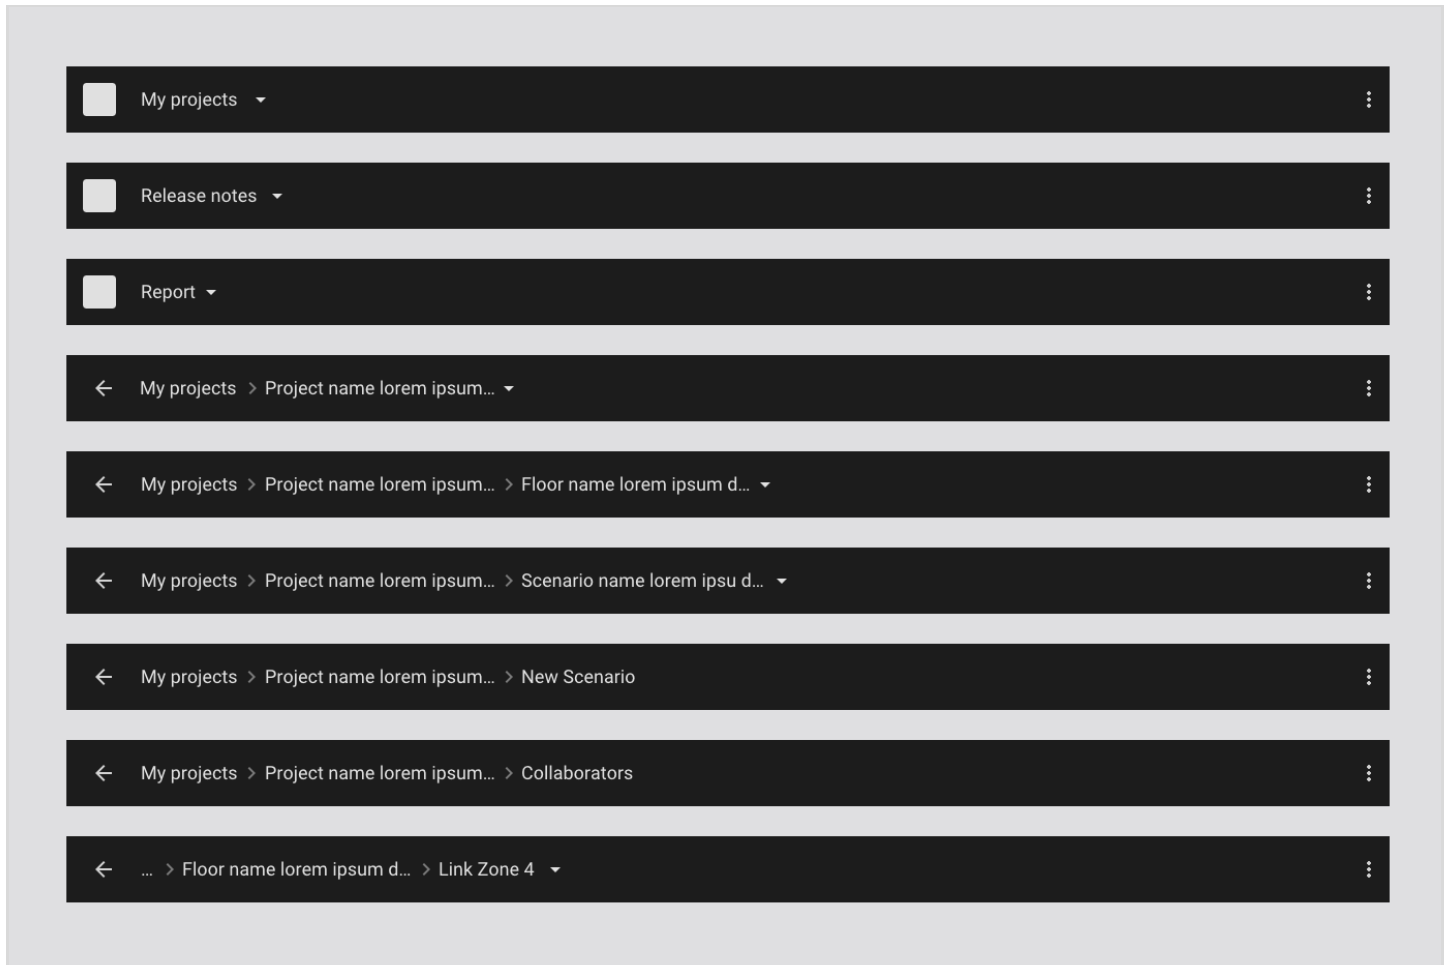 My projects
Release notes
Report
My projects > Project name lorem ipsum...
My projects > Project name lorem ipsum... > Floor name lorem ipsum d...
My projects > Project name lorem ipsum... > Scenario name lorem ipsu d...
My projects > Project name lorem ipsum... > New Scenario
My projects > Project name lorem ipsum... > Collaborators
... > Floor name lorem ipsum d... > Link Zone 4